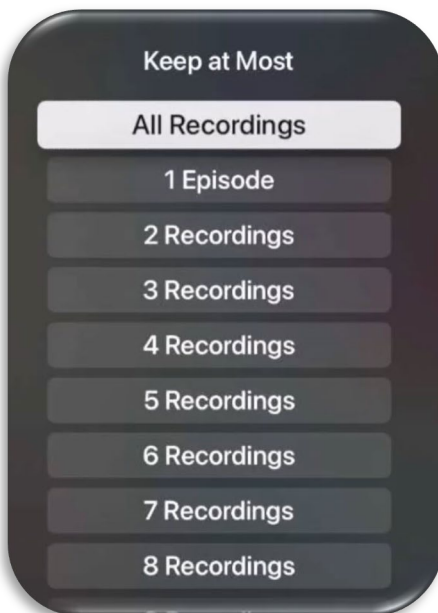 Keep at Most
All Recordings
1 Episode
2 Recordings
3 Recordings
4 Recordings
5 Recordings
6 Recordings
7 Recordings
8 Recordings